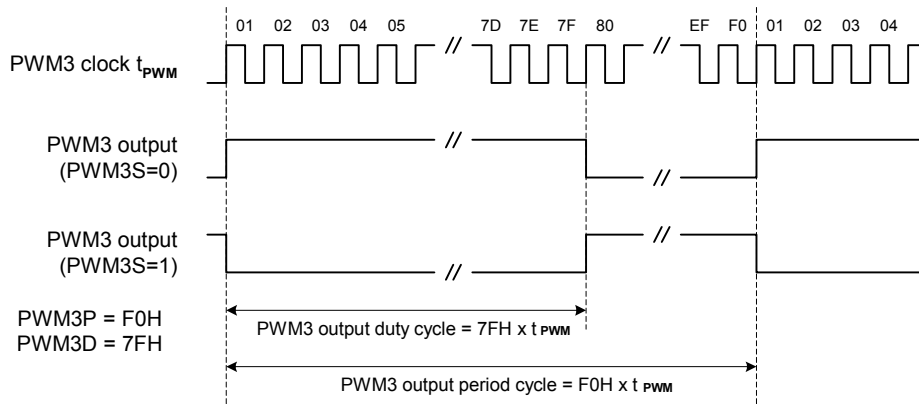 01 02 03 04 05 7D 7E 7F 80 EF F0 01 02 03 04
PWM3 clock tPWM
//
//
PWM3 output
(PWM3S=0)
//
//
PWM3 output
(PWM3S=1)
//
//
PWM3P = F0H
PWM3D = 7FH
PWM3 output duty cycle = 7FH x t PWM
PWM3 output period cycle = F0H x t PWM